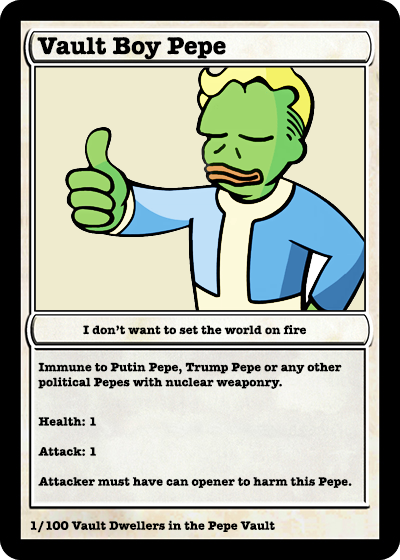 Vault Boy Pepe
I don't want to set the world on fire
Immune to Putin Pepe, Trump Pepe or any other
political Pepes with nuclear weaponry.
Health: 1
Attack: 1
Attacker must have can opener to harm this Pepe.
1/100 Vault Dwellers in the Pepe Vault